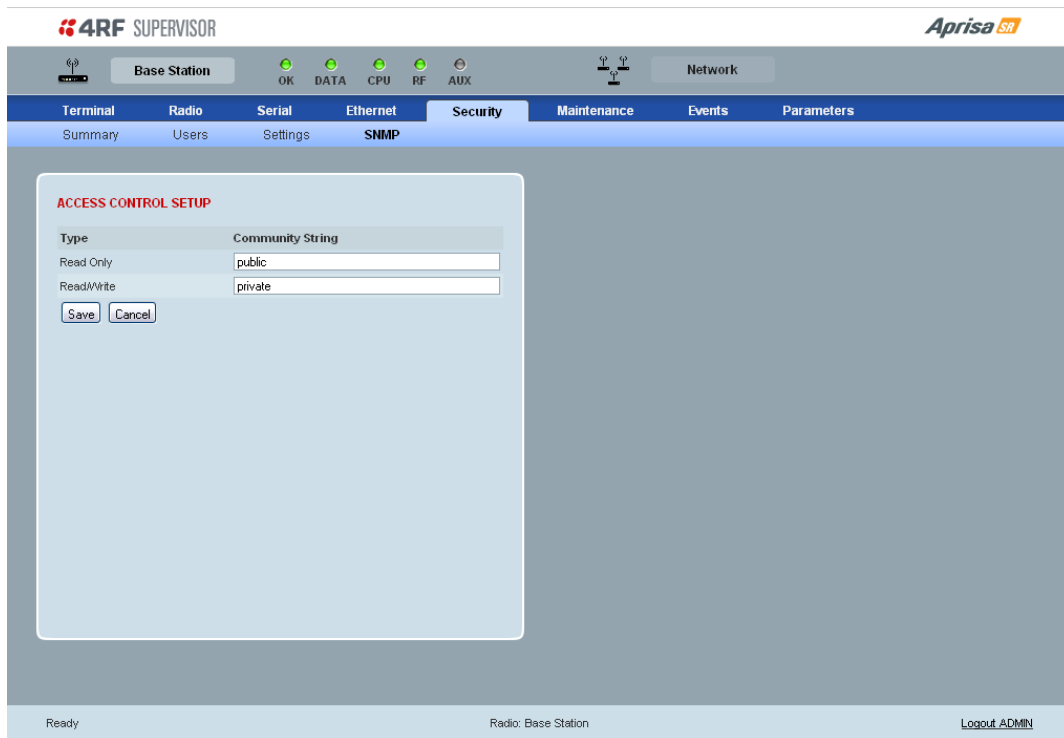 4RF SUPERVISOR
Aprisa SR
Base Station
OK DATA CPU RF AUX
Network
Terminal Radio Serial Ethernet Security Maintenance Events Parameters
Summary Users Settings SNMP
ACCESS CONTROL SETUP
Type Community String
Read Only public
Read/Write private
Save Cancel
Ready Radio: Base Station Logout ADMIN